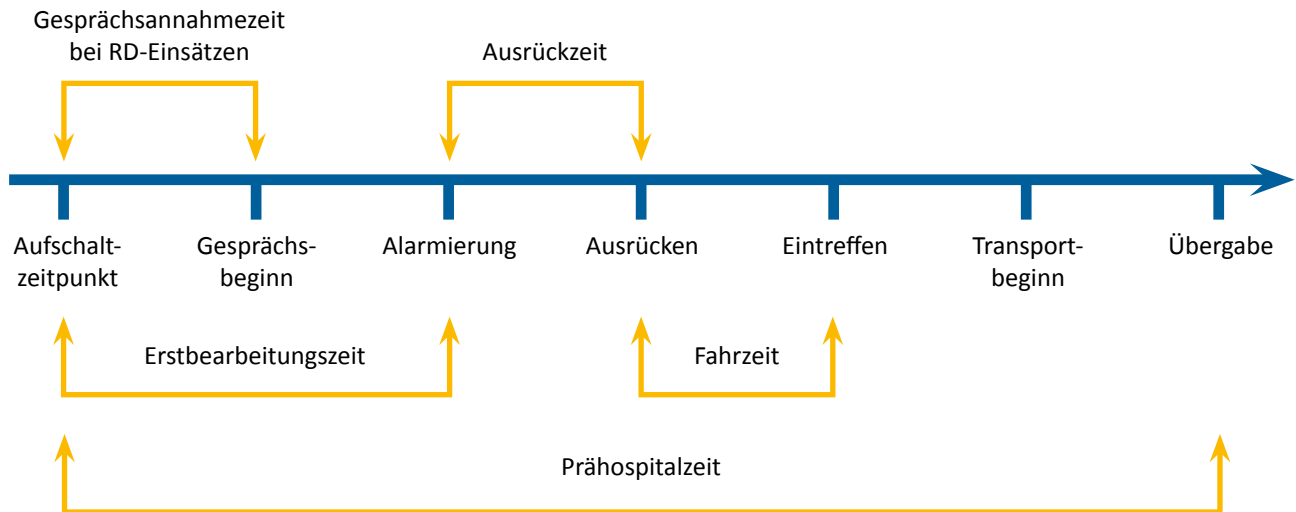 Gesprächsannahmezeit
bei RD-Einsätzen
Ausrückzeit
Aufschalt-
zeitpunkt
Gesprächs-
beginn
Alarmierung
Ausrücken
Eintreffen
Transport-
beginn
Übergabe
Erstbearbeitungszeit
Fahrzeit
Prähospitalzeit